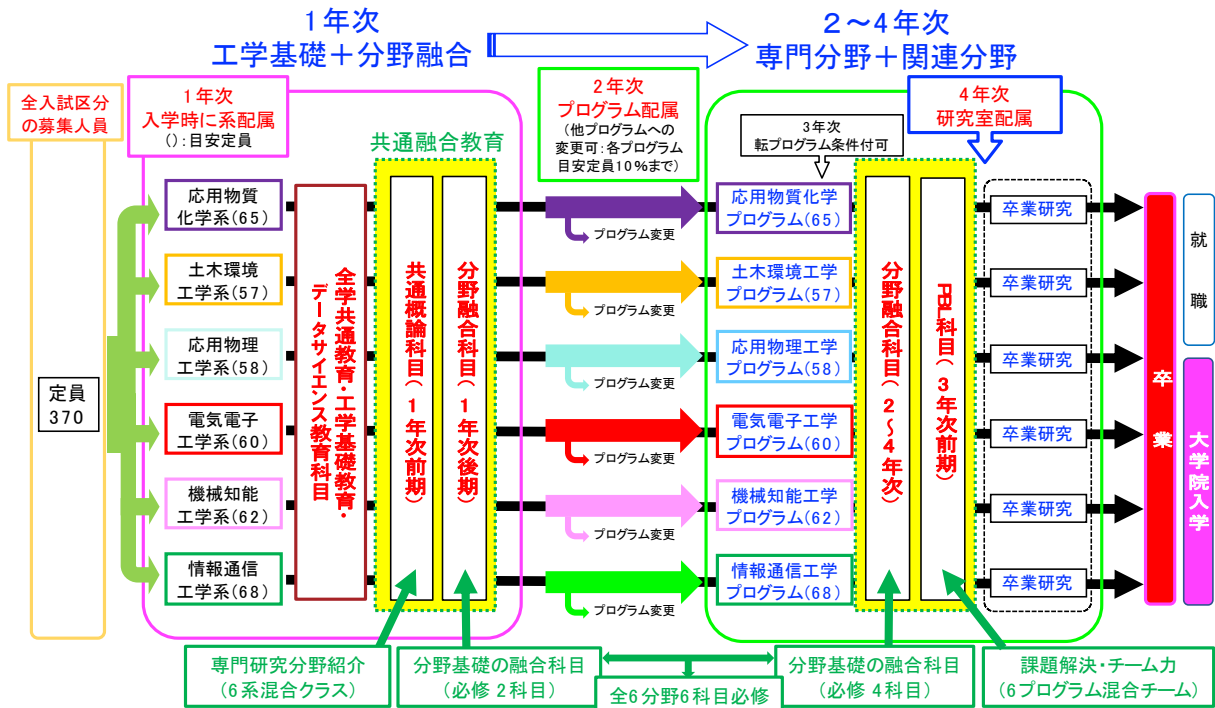 1年次
工学基礎+分野融合
2~4年次
専門分野+関連分野
全入試区分
の募集人員
定員
370
1年次
入学時に系配属
():目安定員
共通融合教育
2年次
プログラム配属
(他プログラムへの
変更可:各プログラム
目安定員10%まで)
3年次
転プログラム条件付可
4年次
研究室配属
応用物質
化学系(65)
土木環境
工学系(57)
応用物理
工学系(58)
電気電子
工学系(60)
機械知能
工学系(62)
情報通信
工学系(68)
全学共通教育・工学基礎教育・
データサイエンス教育科目
共通概論科目(1年次前期)
分野融合科目(1年次後期)
プログラム変更
プログラム変更
プログラム変更
プログラム変更
プログラム変更
プログラム変更
応用物質化学
プログラム(65)
土木環境工学
プログラム(57)
応用物理工学
プログラム(58)
電気電子工学
プログラム(60)
機械知能工学
プログラム(62)
情報通信工学
プログラム(68)
分野融合科目(2~4年次)
PBL科目(3年次前期)
卒業研究
卒業研究
卒業研究
卒業研究
卒業研究
卒業研究
卒業
就職
大学院入学
専門研究分野紹介
(6系混合クラス)
分野基礎の融合科目
(必修2科目)
全6分野6科目必修
分野基礎の融合科目
(必修4科目)
課題解決・チーム力
(6プログラム混合チーム)